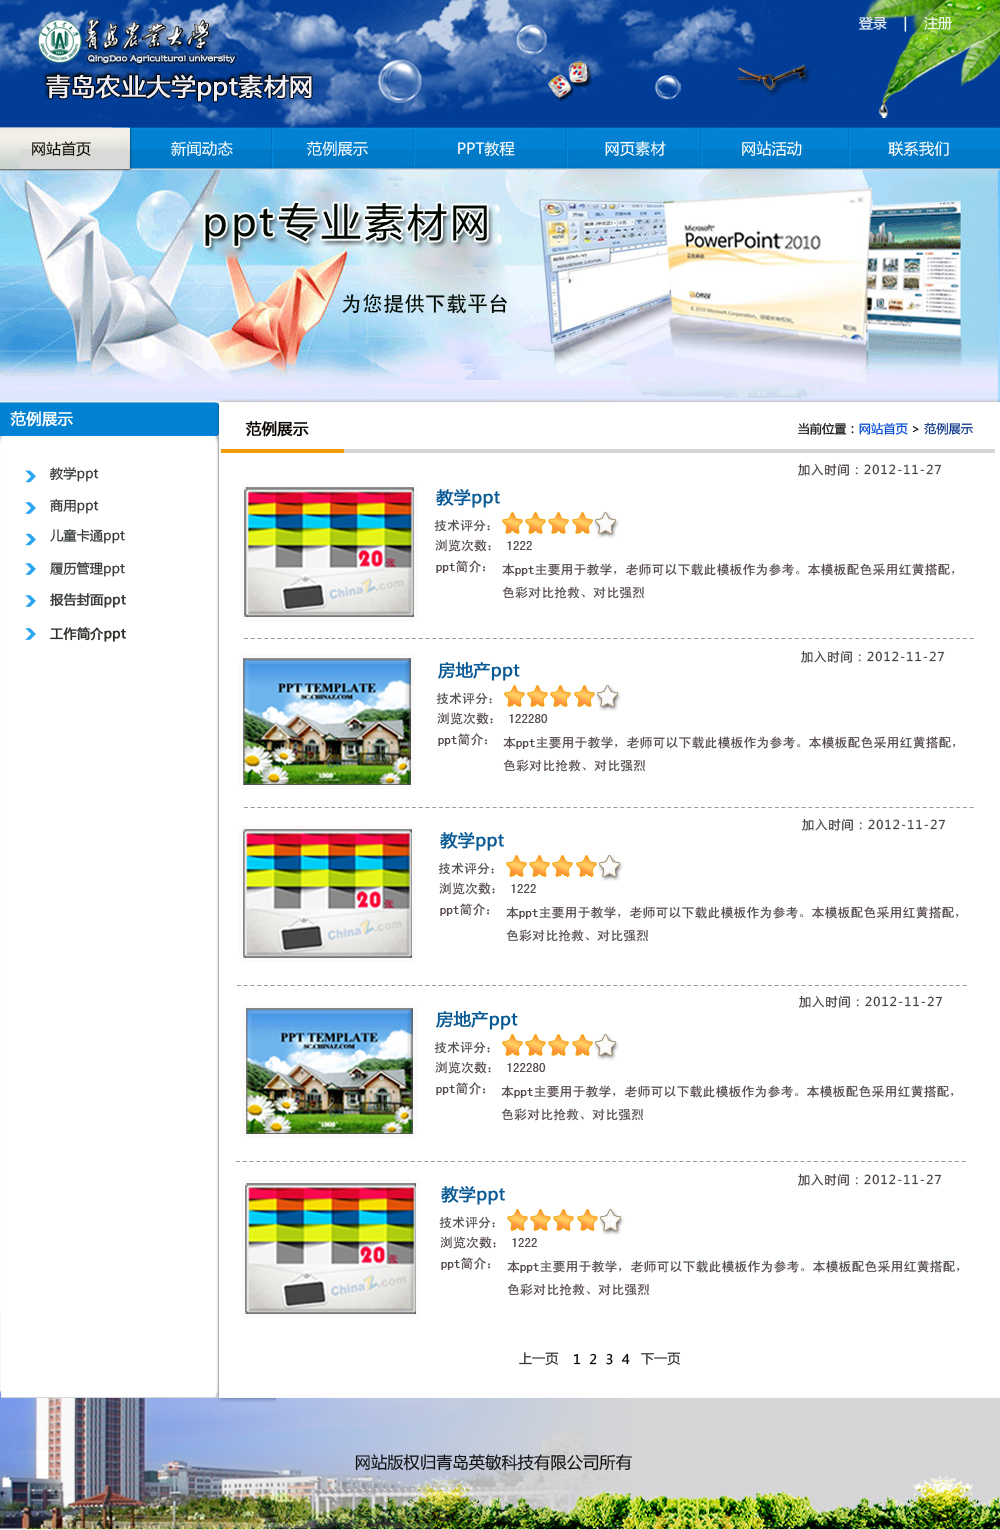 登录 | 注册
青岛农业大学
QingDao Agricultural university
青岛农业大学ppt素材网
网站首页 新闻动态 范例展示 PPT教程 网页素材 网站活动 联系我们
ppt专业素材网
为您提供下载平台
Microsoft®
PowerPoint 2010
范例展示
教学ppt
商用ppt
儿童卡通ppt
履历管理ppt
报告封面ppt
工作简介ppt
范例展示
当前位置：网站首页 > 范例展示
加入时间：2012-11-27
20张
ChinaZ.com
教学ppt
技术评分：
浏览次数： 1222
ppt简介： 本ppt主要用于教学，老师可以下载此模板作为参考。本模板配色采用红黄搭配，
色彩对比抢救、对比强烈
加入时间：2012-11-27
PPT TEMPLATE
SC.CHINAZ.COM
LOGO
房地产ppt
技术评分：
浏览次数： 122280
ppt简介： 本ppt主要用于教学，老师可以下载此模板作为参考。本模板配色采用红黄搭配，
色彩对比抢救、对比强烈
加入时间：2012-11-27
20张
ChinaZ.com
教学ppt
技术评分：
浏览次数： 1222
ppt简介： 本ppt主要用于教学，老师可以下载此模板作为参考。本模板配色采用红黄搭配，
色彩对比抢救、对比强烈
加入时间：2012-11-27
PPT TEMPLATE
SC.CHINAZ.COM
LOGO
房地产ppt
技术评分：
浏览次数： 122280
ppt简介： 本ppt主要用于教学，老师可以下载此模板作为参考。本模板配色采用红黄搭配，
色彩对比抢救、对比强烈
加入时间：2012-11-27
20张
ChinaZ.com
教学ppt
技术评分：
浏览次数： 1222
ppt简介： 本ppt主要用于教学，老师可以下载此模板作为参考。本模板配色采用红黄搭配，
色彩对比抢救、对比强烈
上一页 1 2 3 4 下一页
网站版权归青岛英敏科技有限公司所有